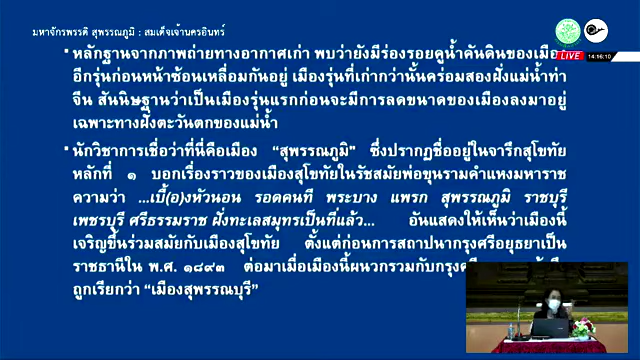 มหาจักรพรรดิ สุพรรณภูมิ : สมเด็จเจ้านครอินทร์
LIVE 14:16:10
▪ หลักฐานจากภาพถ่ายทางอากาศเก่า พบว่ายังมีร่องรอยคูน้ำคันดินของเมือง
อีกรุ่นก่อนหน้าซ้อนเหลื่อมกันอยู่ เมืองรุ่นที่เก่ากว่านั้นคร่อมสองฝั่งแม่น้ำท่า
จีน สันนิษฐานว่าเป็นเมืองรุ่นแรกก่อนจะมีการลดขนาดของเมืองลงมาอยู่
เฉพาะทางฝั่งตะวันตกของแม่น้ำ
▪ นักวิชาการเชื่อว่าที่นี่คือเมือง “สุพรรณภูมิ" ซึ่งปรากฏชื่ออยู่ในจารึกสุโขทัย
หลักที่ ๑ บอกเรื่องราวของเมืองสุโขทัยในรัชสมัยพ่อขุนรามคำแหงมหาราช
ความว่า ...เบื้(อ)งหัวนอน รอดคนที พระบาง แพรก สุพรรณภูมิ ราชบุรี
เพชรบุรี ศรีธรรมราช ฝั่งทะเลสมุทรเป็นที่แล้ว... อันแสดงให้เห็นว่าเมืองนี้
เจริญขึ้นร่วมสมัยกับเมืองสุโขทัย ตั้งแต่ก่อนการสถาปนากรุงศรีอยุธยาเป็น
ราชธานีใน พ.ศ. ๑๘๙๓ ต่อมาเมื่อเมืองนี้ผนวกรวมกับ
ถูกเรียกว่า “เมืองสุพรรณบุรี”